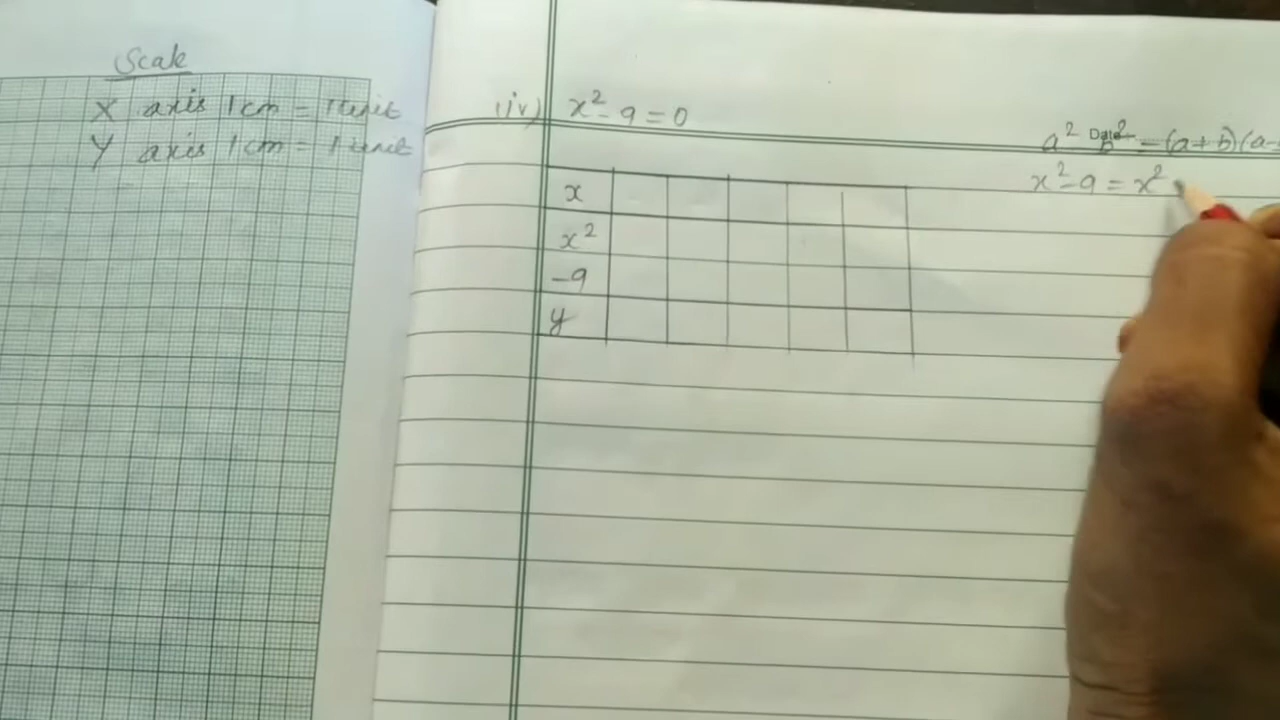 Scale
X axis 1cm = 1 unit
Y axis 1cm = 1 unit
(iv) x² - 9 = 0
a² - b² = (a+b)(a-
Date
x² - 9 = x²
x
x²
-9
y